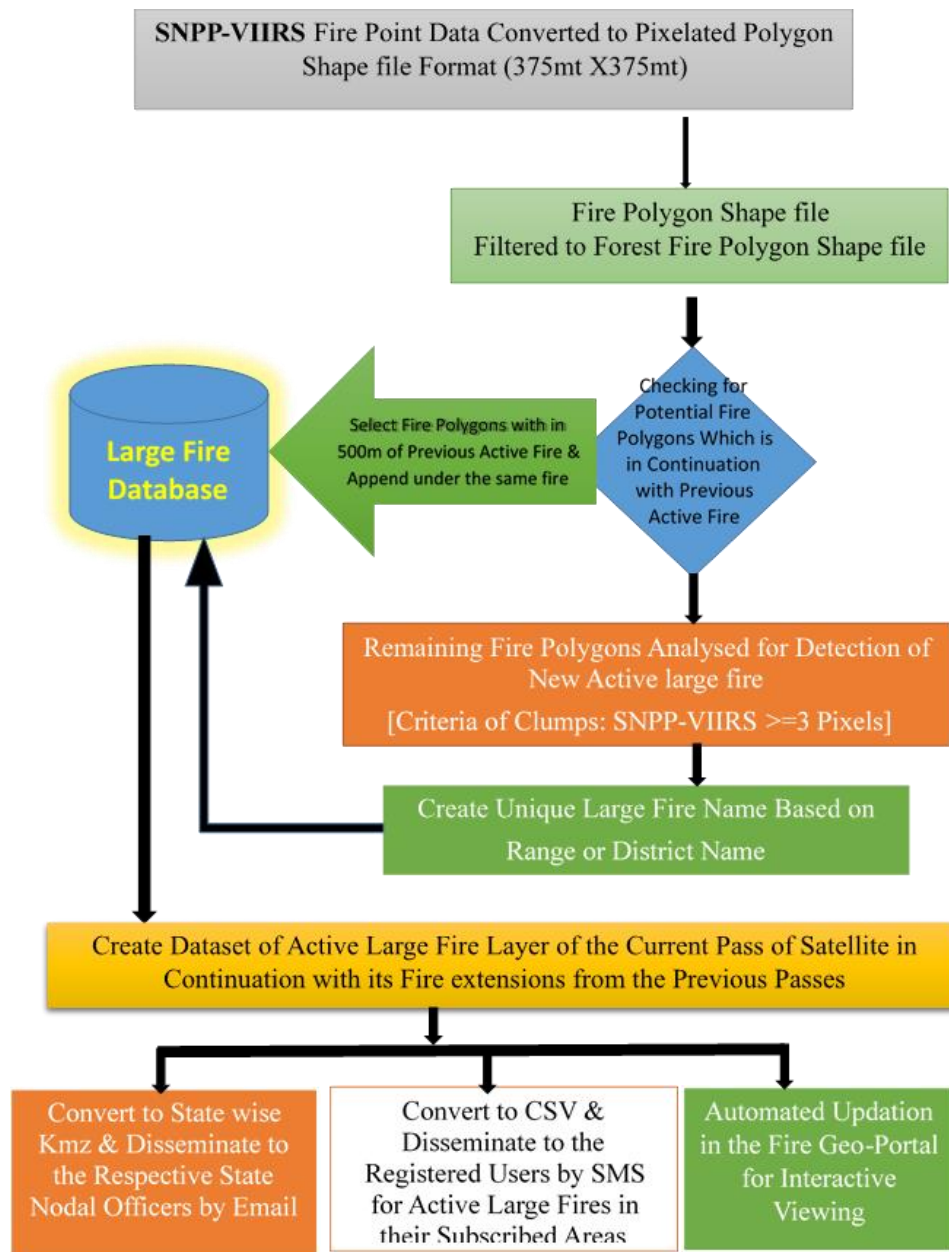 SNPP-VIIRS Fire Point Data Converted to Pixelated Polygon
Shape file Format (375mt X375mt)
Fire Polygon Shape file
Filtered to Forest Fire Polygon Shape file
Checking for
Potential Fire
Polygons Which is
in Continuation
with Previous
Active Fire
Select Fire Polygons with in
500m of Previous Active Fire &
Append under the same fire
Large Fire
Database
Remaining Fire Polygons Analysed for Detection of
New Active large fire
[Criteria of Clumps: SNPP-VIIRS >=3 Pixels]
Create Unique Large Fire Name Based on
Range or District Name
Create Dataset of Active Large Fire Layer of the Current Pass of Satellite in
Continuation with its Fire extensions from the Previous Passes
Convert to State wise
Kmz & Disseminate to
the Respective State
Nodal Officers by Email
Convert to CSV &
Disseminate to the
Registered Users by SMS
for Active Large Fires in
their Subscribed Areas
Automated Updation
in the Fire Geo-Portal
for Interactive
Viewing